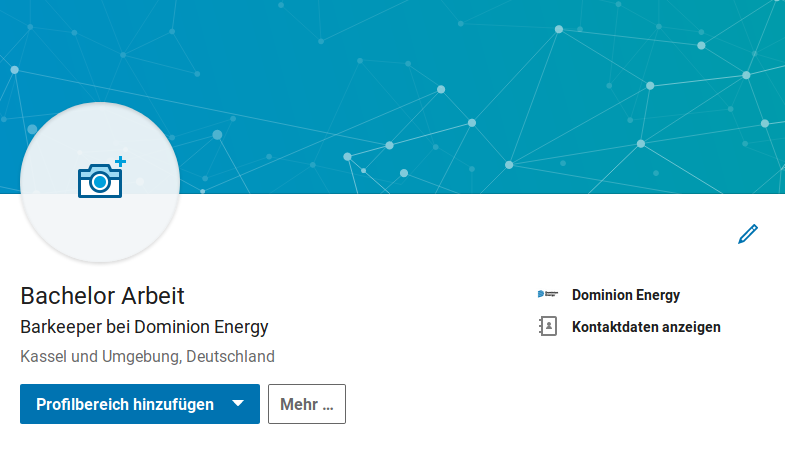 Bachelor Arbeit
Barkeeper bei Dominion Energy
Kassel und Umgebung, Deutschland
Profilbereich hinzufügen
Mehr ...
Dominion Energy
Kontaktdaten anzeigen